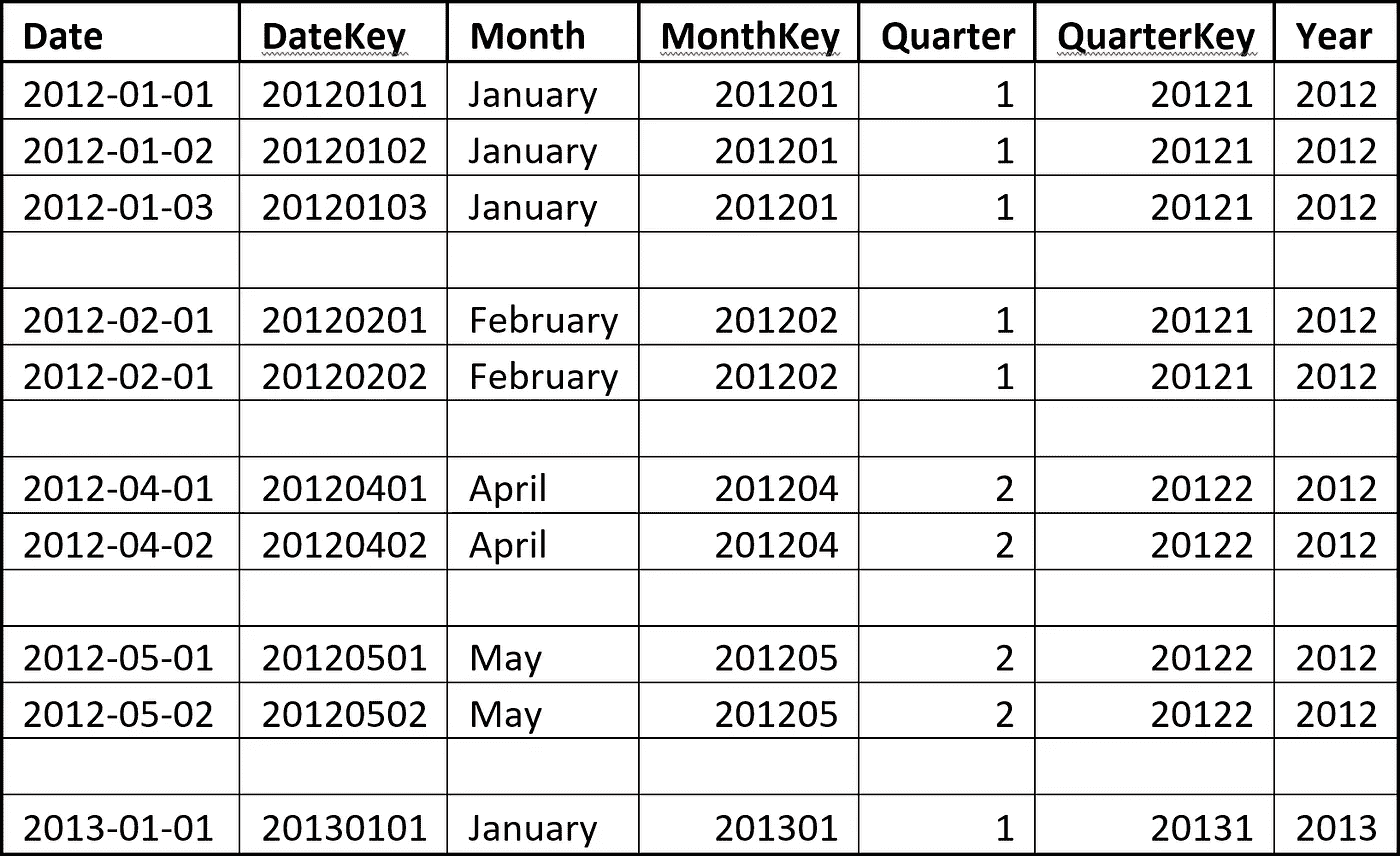 Date DateKey Month MonthKey Quarter QuarterKey Year
2012-01-01 20120101 January 201201 1 20121 2012
2012-01-02 20120102 January 201201 1 20121 2012
2012-01-03 20120103 January 201201 1 20121 2012
2012-02-01 20120201 February 201202 1 20121 2012
2012-02-01 20120202 February 201202 1 20121 2012
2012-04-01 20120401 April 201204 2 20122 2012
2012-04-02 20120402 April 201204 2 20122 2012
2012-05-01 20120501 May 201205 2 20122 2012
2012-05-02 20120502 May 201205 2 20122 2012
2013-01-01 20130101 January 201301 1 20131 2013